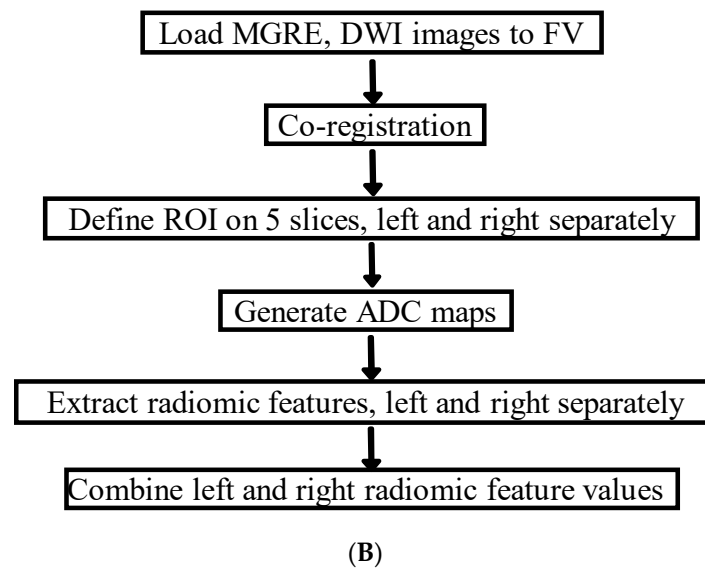 Load MGRE, DWI images to FV
Co-registration
Define ROI on 5 slices, left and right separately
Generate ADC maps
Extract radiomic features, left and right separately
Combine left and right radiomic feature values
(B)